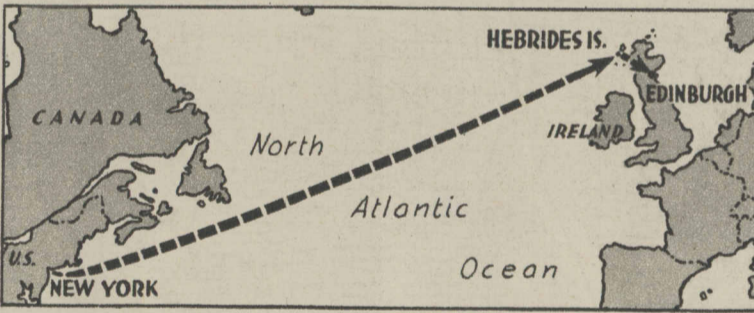 HEBRIDES IS.
EDINBURGH
CANADA
IRELAND
North
Atlantic
Ocean
U.S.
NEW YORK